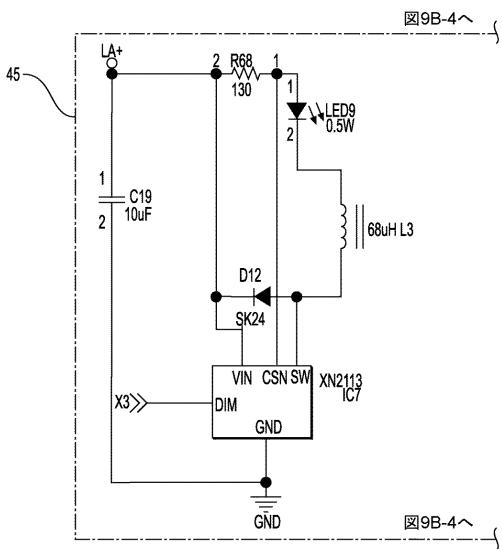 図9B-4へ
LA+
45
2
R68
1
130
1
LED9
0.5W
2
1
C19
10uF
2
68uH L3
D12
SK24
VIN
CSN
SW
XN2113
IC7
X3
DIM
GND
GND
図9B-4へ